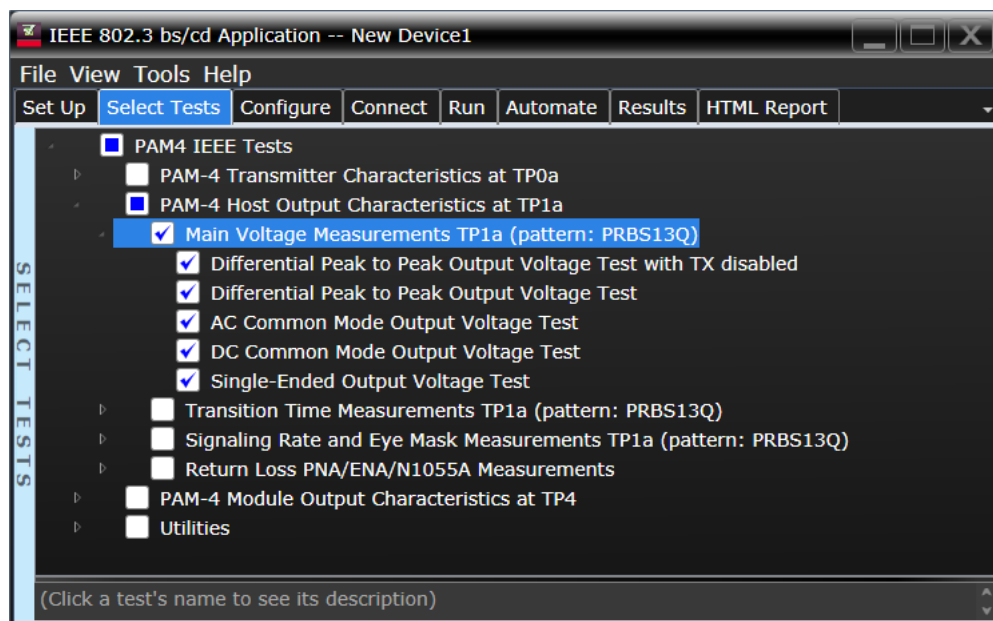 IEEE 802.3 bs/cd Application -- New Device1
File View Tools Help
Set Up Select Tests Configure Connect Run Automate Results HTML Report
PAM4 IEEE Tests
PAM-4 Transmitter Characteristics at TP0a
PAM-4 Host Output Characteristics at TP1a
Main Voltage Measurements TP1a (pattern: PRBS13Q)
Differential Peak to Peak Output Voltage Test with TX disabled
Differential Peak to Peak Output Voltage Test
AC Common Mode Output Voltage Test
DC Common Mode Output Voltage Test
Single-Ended Output Voltage Test
Transition Time Measurements TP1a (pattern: PRBS13Q)
Signaling Rate and Eye Mask Measurements TP1a (pattern: PRBS13Q)
Return Loss PNA/ENA/N1055A Measurements
PAM-4 Module Output Characteristics at TP4
Utilities
SELECT TESTS
(Click a test's name to see its description)